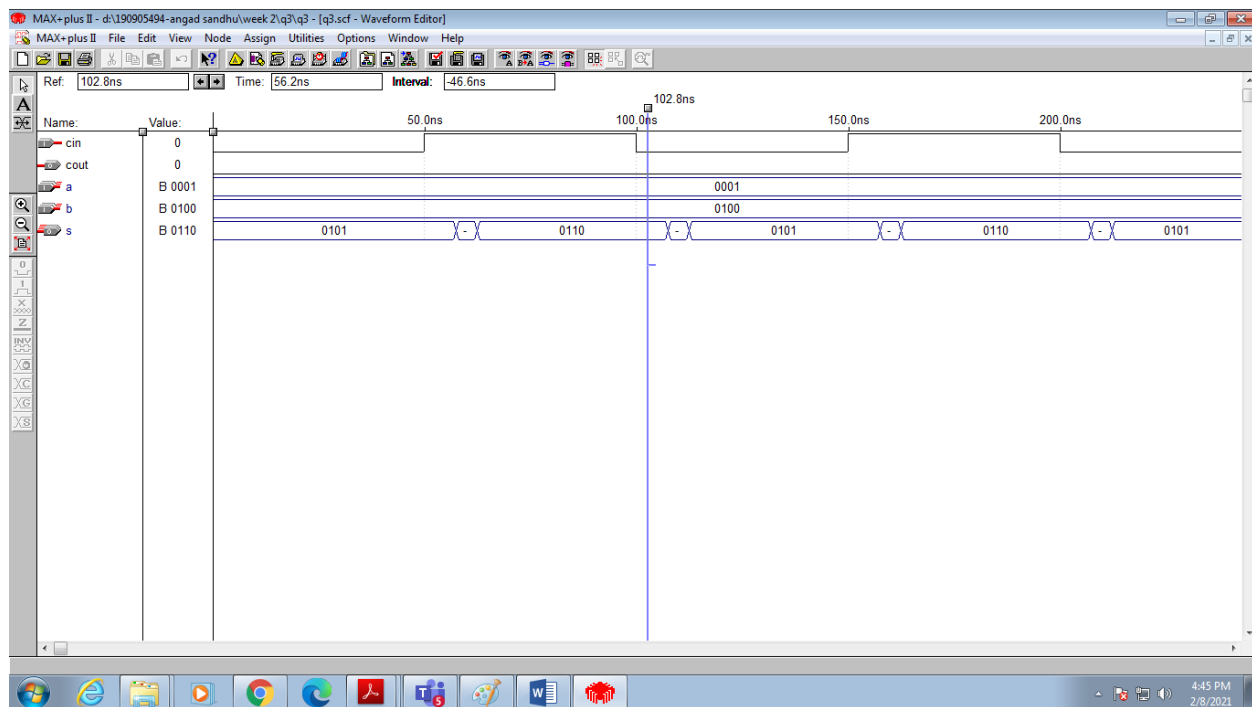 MAX+plus II - d:\190905494-angad sandhu\week 2\q3\q3 - [q3.scf - Waveform Editor]
MAX+plus II File Edit View Node Assign Utilities Options Window Help
Ref: 102.8ns Time: 56.2ns Interval: -46.6ns
102.8ns
Name: Value: 50.0ns 100.0ns 150.0ns 200.0ns
cin 0
cout 0
a B 0001 0001
b B 0100 0100
s B 0110 0101 - 0110 - 0101 - 0110 - 0101
4:45 PM
2/8/2021